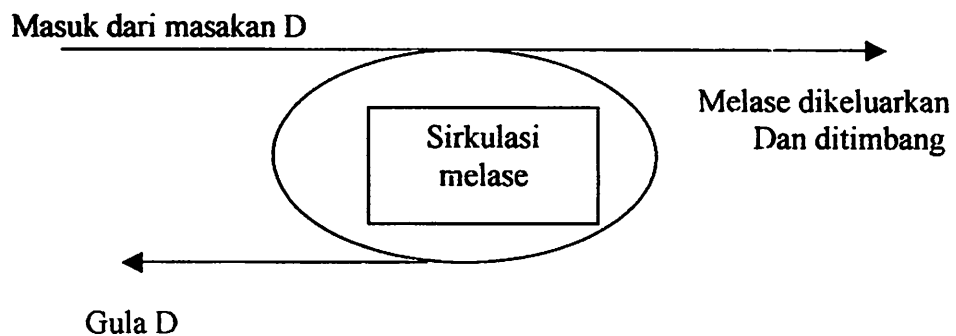 Masuk dari masakan D
Melase dikeluarkan
Dan ditimbang
Sirkulasi
melase
Gula D